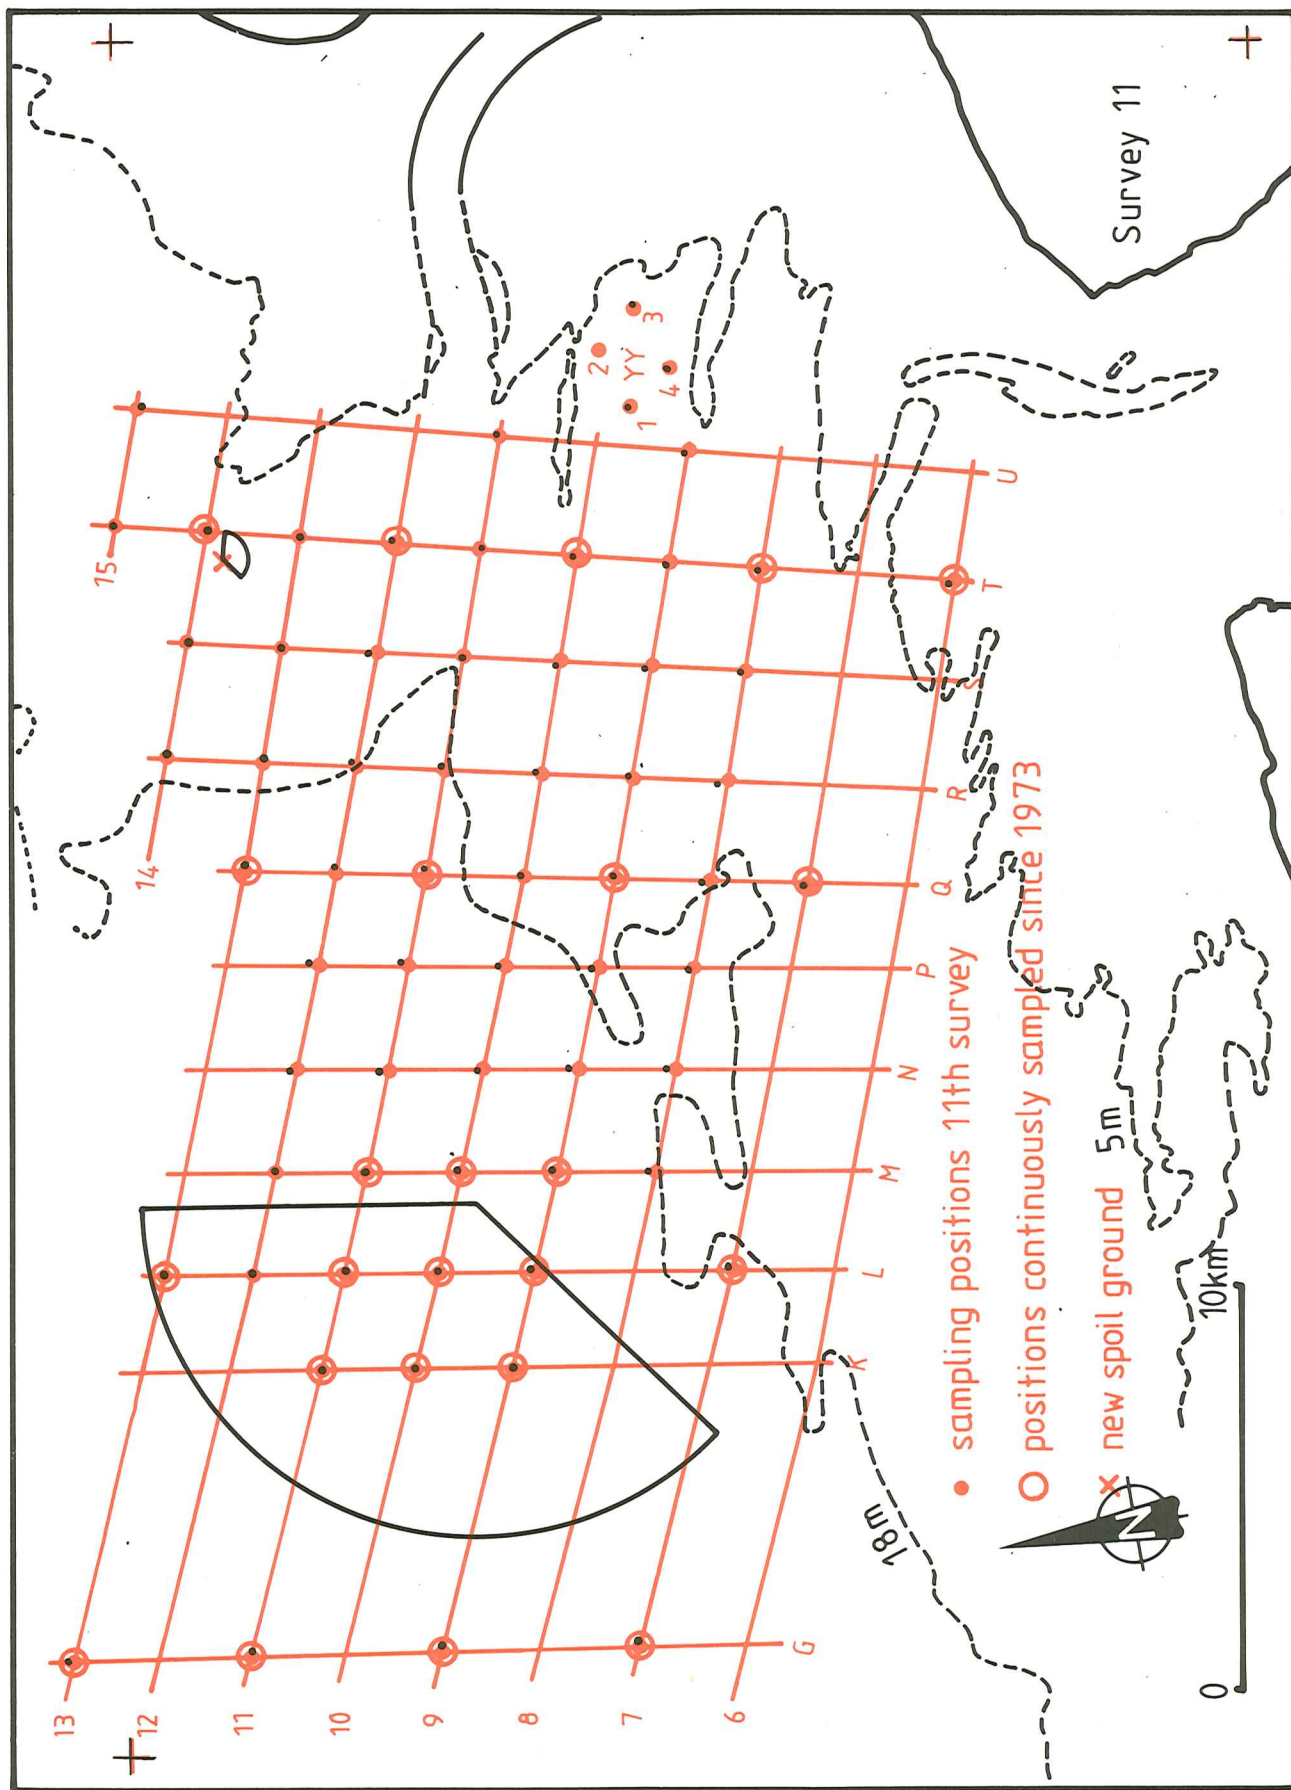 Survey 11
15
14
13
12
11
10
9
8
7
6
G
K
L
M
N
P
Q
R
S
T
U
1
2
YY
3
4
sampling positions 11th survey
positions continuously sampled since 1973
new spoil ground
5m
18m
N
0
10km